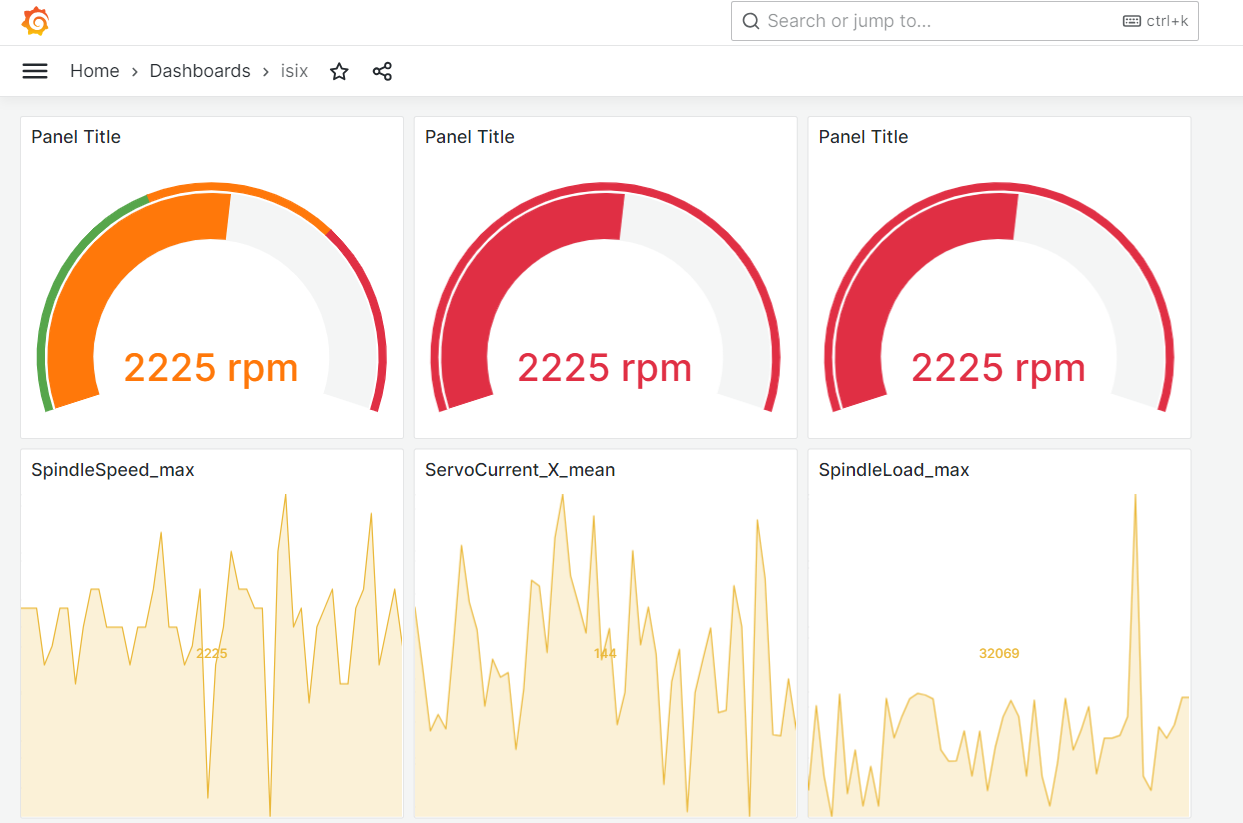 Search or jump to... ctrl+k
Home › Dashboards › isix
Panel Title
Panel Title
Panel Title
2225 rpm
2225 rpm
2225 rpm
SpindleSpeed_max
ServoCurrent_X_mean
SpindleLoad_max
2225
144
32069